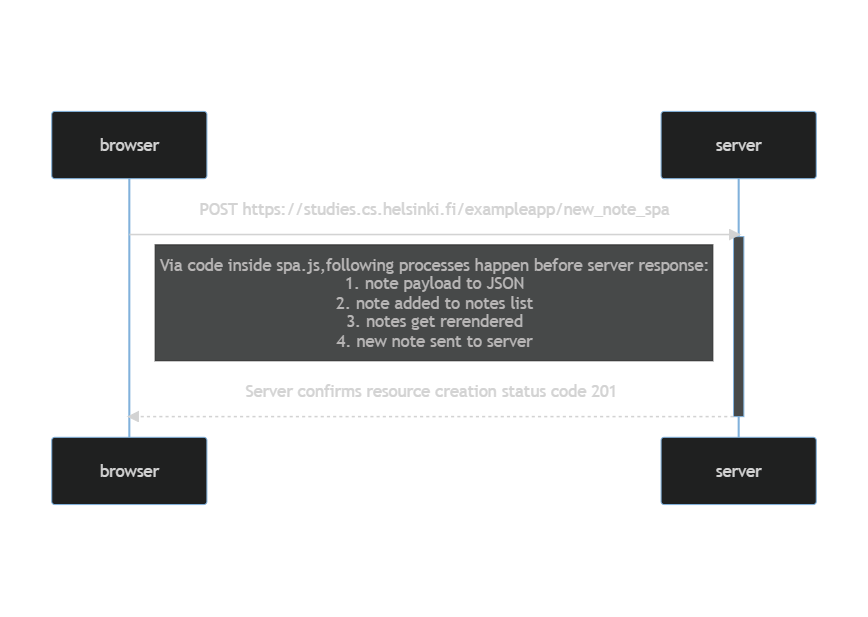 browser
server
POST https://studies.cs.helsinki.fi/exampleapp/new_note_spa
Via code inside spa.js,following processes happen before server response:
1. note payload to JSON
2. note added to notes list
3. notes get rerendered
4. new note sent to server
Server confirms resource creation status code 201
browser
server